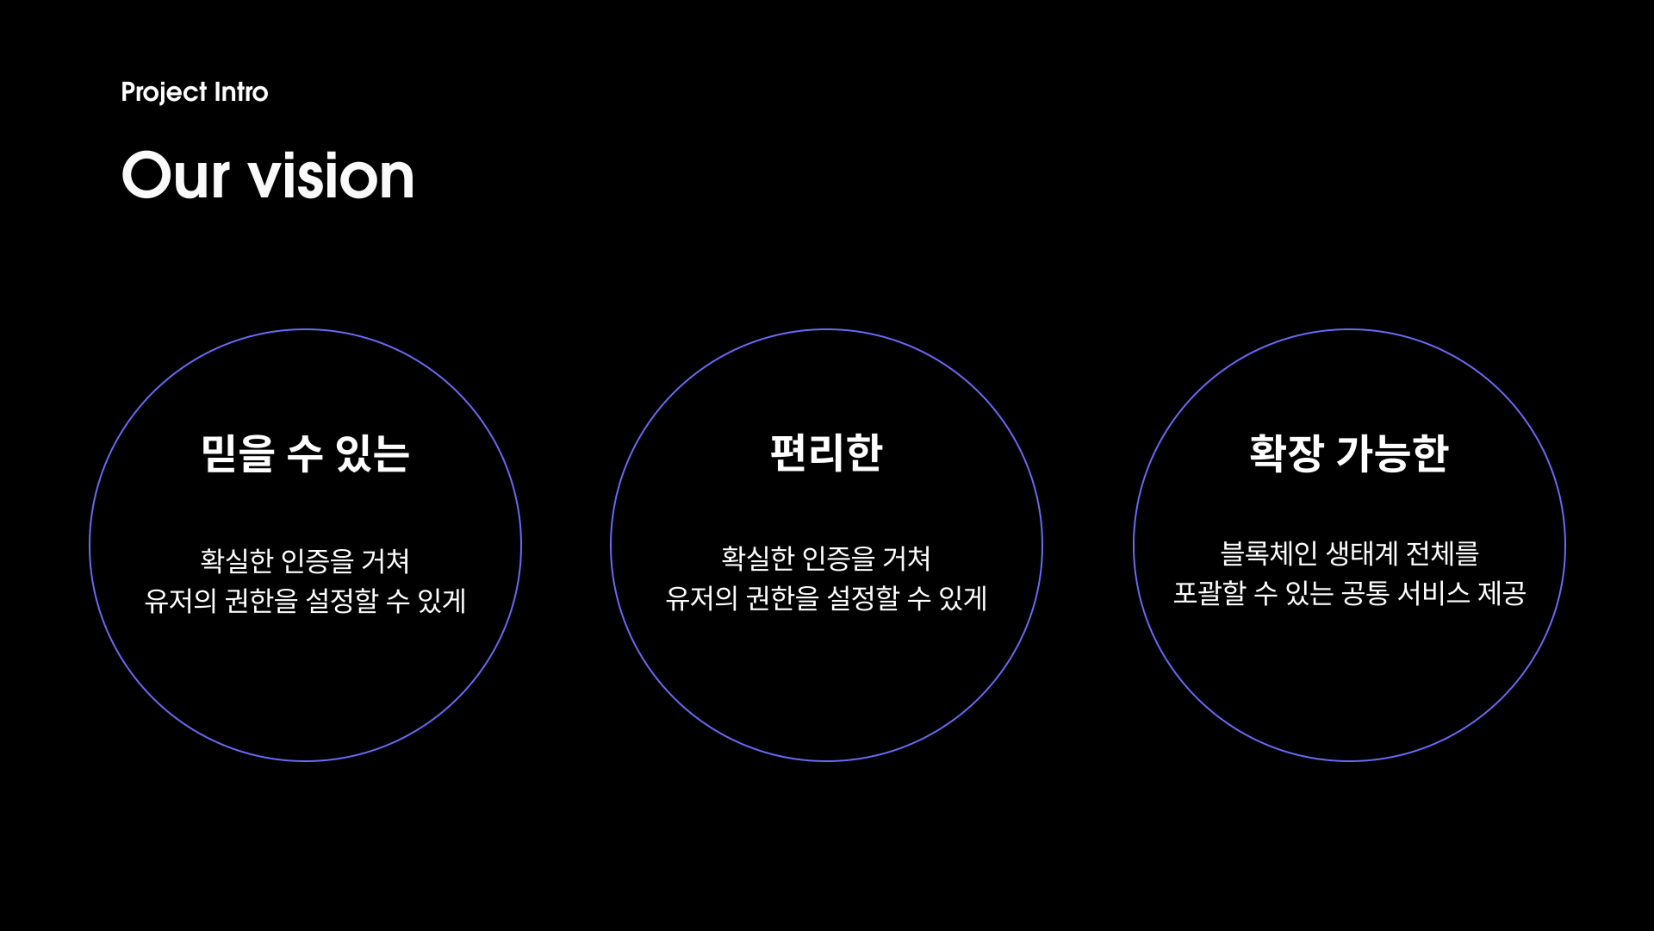 Project Intro
Our vision
믿을 수 있는
확실한 인증을 거쳐
유저의 권한을 설정할 수 있게
편리한
확실한 인증을 거쳐
유저의 권한을 설정할 수 있게
확장 가능한
블록체인 생태계 전체를
포괄할 수 있는 공통 서비스 제공